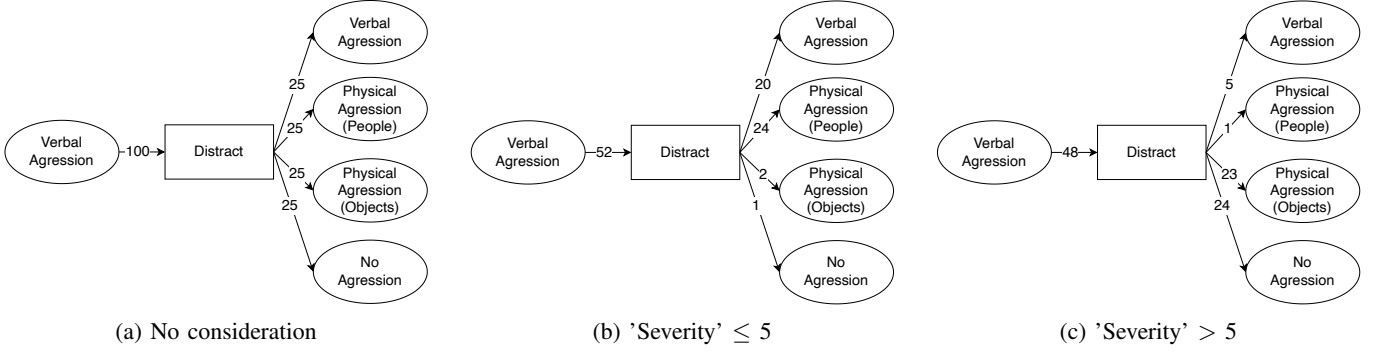 Verbal
Agression
100
Distract
25
25
25
25
Verbal
Agression
Physical
Agression
(People)
Physical
Agression
(Objects)
No
Agression
(a) No consideration
Verbal
Agression
52
Distract
20
24
2
1
Verbal
Agression
Physical
Agression
(People)
Physical
Agression
(Objects)
No
Agression
(b) 'Severity' ≤ 5
Verbal
Agression
48
Distract
5
1
23
24
Verbal
Agression
Physical
Agression
(People)
Physical
Agression
(Objects)
No
Agression
(c) 'Severity' > 5